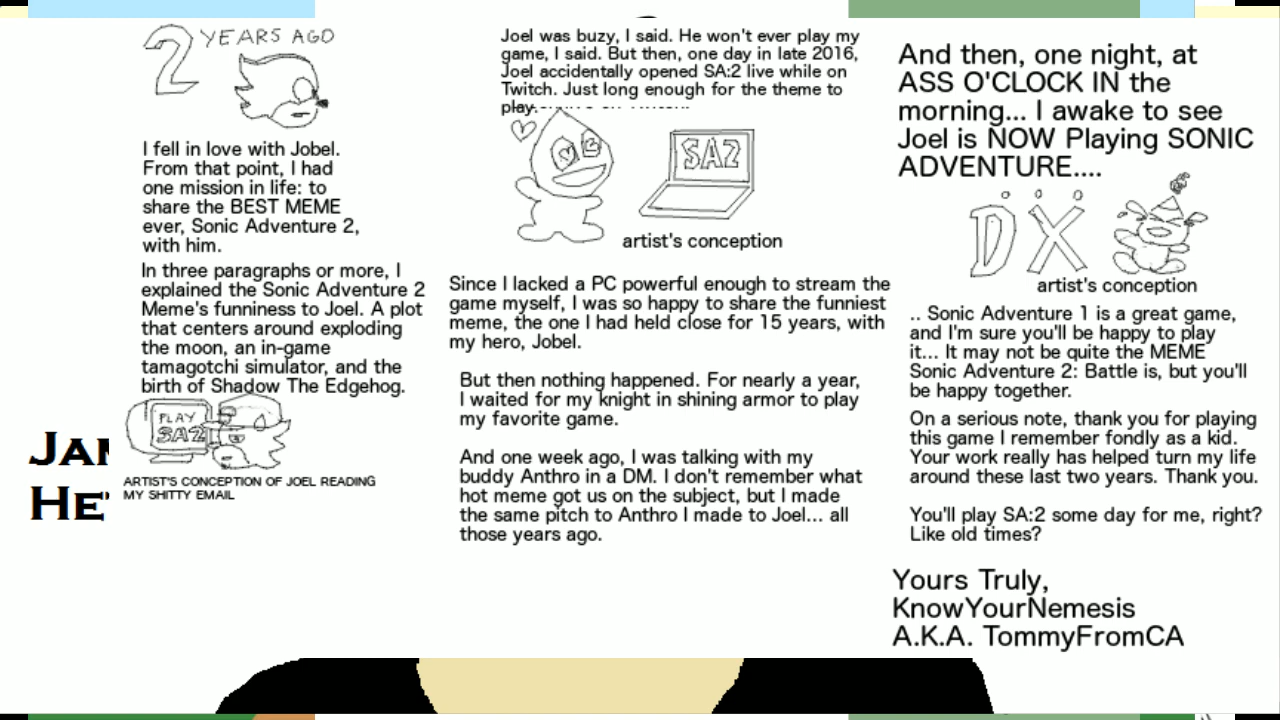 2 YEARS AGO
I fell in love with Jobel.
From that point, I had
one mission in life: to
share the BEST MEME
ever, Sonic Adventure 2,
with him.
In three paragraphs or more, I
explained the Sonic Adventure 2
Meme's funniness to Joel. A plot
that centers around exploding
the moon, an in-game
tamagotchi simulator, and the
birth of Shadow The Edgehog.
PLAY
SA2
ARTIST'S CONCEPTION OF JOEL READING
MY SHITTY EMAIL
Joel was buzy, I said. He won't ever play my
game, I said. But then, one day in late 2016,
Joel accidentally opened SA:2 live while on
Twitch. Just long enough for the theme to
play.
SA2
artist's conception
Since I lacked a PC powerful enough to stream the
game myself, I was so happy to share the funniest
meme, the one I had held close for 15 years, with
my hero, Jobel.
But then nothing happened. For nearly a year,
I waited for my knight in shining armor to play
my favorite game.
And one week ago, I was talking with my
buddy Anthro in a DM. I don't remember what
hot meme got us on the subject, but I made
the same pitch to Anthro I made to Joel... all
those years ago.
And then, one night, at
ASS O'CLOCK IN the
morning... I awake to see
Joel is NOW Playing SONIC
ADVENTURE....
DX
artist's conception
.. Sonic Adventure 1 is a great game,
and I'm sure you'll be happy to play
it... It may not be quite the MEME
Sonic Adventure 2: Battle is, but you'll
be happy together.
On a serious note, thank you for playing
this game I remember fondly as a kid.
Your work really has helped turn my life
around these last two years. Thank you.
You'll play SA:2 some day for me, right?
Like old times?
Yours Truly,
KnowYourNemesis
A.K.A. TommyFromCA